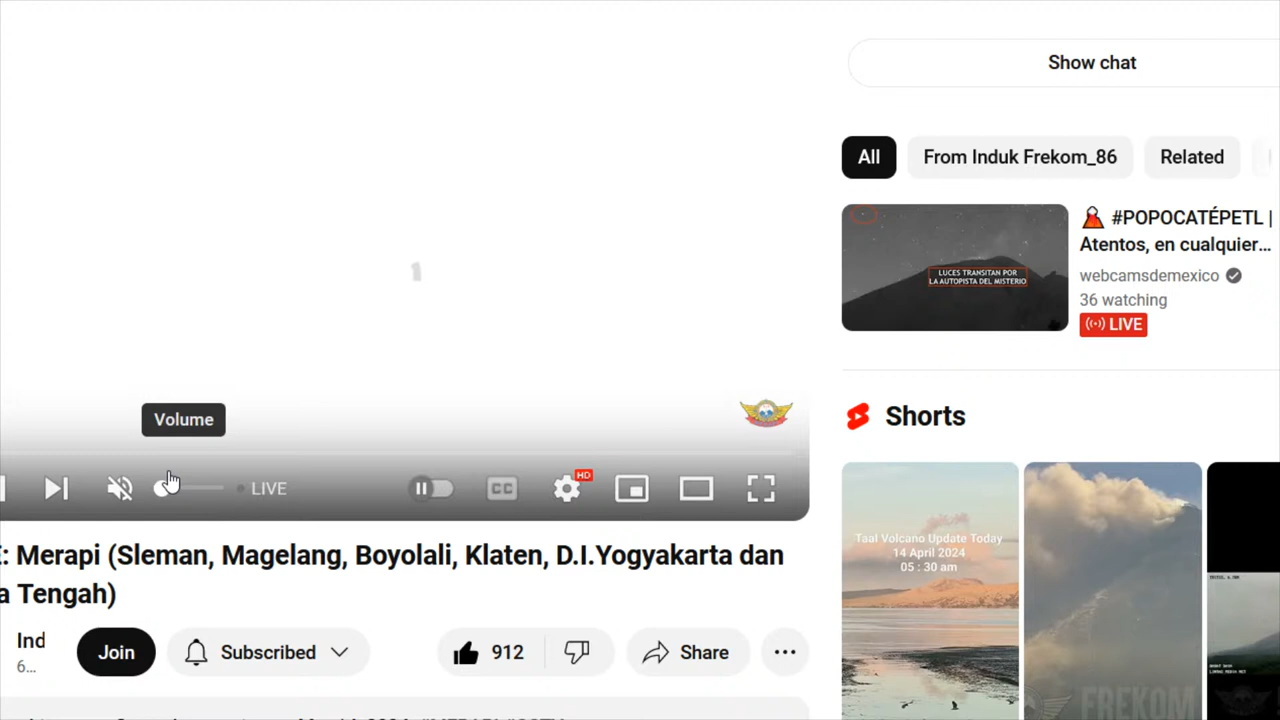 Show chat
All
From Induk Frekom_86
Related
LUCES TRANSITAN POR
LA AUTOPISTA DEL MISTERIO
#POPOCATÉPETL |
Atentos, en cualquier...
webcamsdemexico
36 watching
LIVE
Volume
LIVE
CC
HD
E: Merapi (Sleman, Magelang, Boyolali, Klaten, D.I.Yogyakarta dan
a Tengah)
Ind
6...
Join
Subscribed
912
Share
Shorts
Taal Volcano Update Today
14 April 2024
05 : 30 am
FREKOM